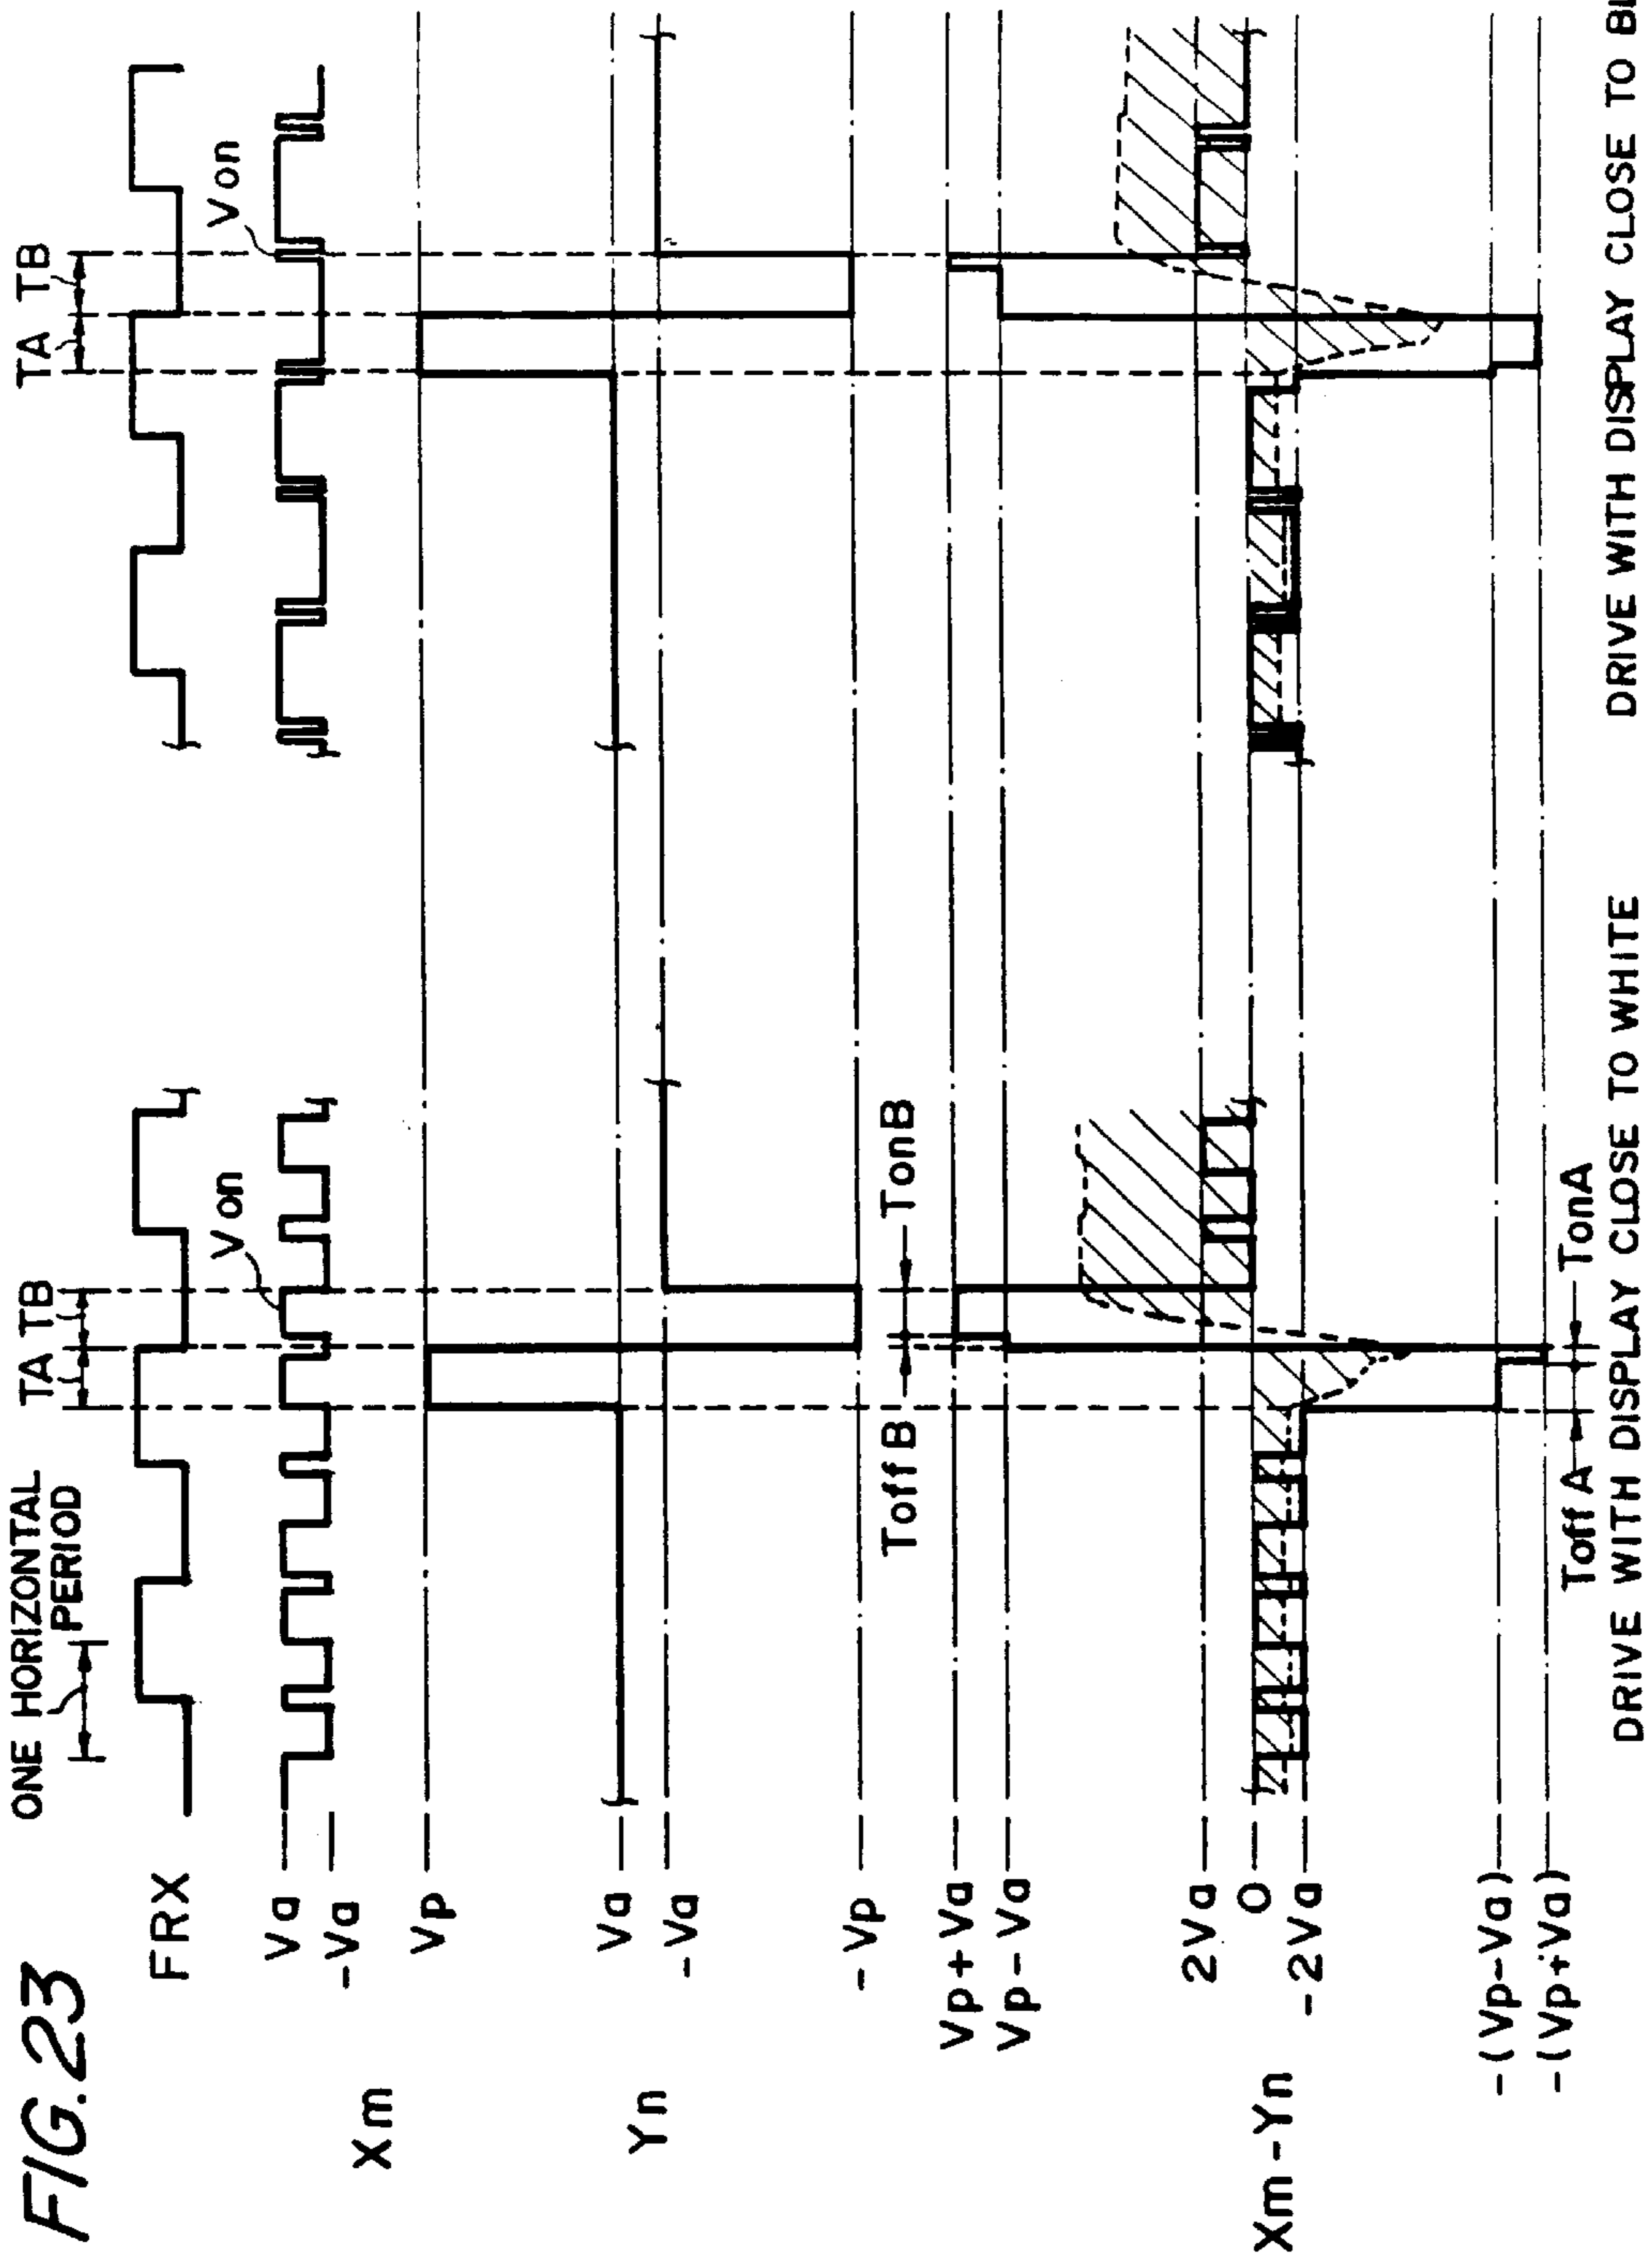 FIG. 23
ONE HORIZONTAL
PERIOD
TA TB
TA TB
FRX
Von
Von
Va
-Va
Xm
Vp
Va
-Va
Yn
-Vp
Toff B
TonB
Vp+Va
Vp-Va
2Va
0
-2Va
Xm-Yn
-(Vp-Va)
-(Vp+Va)
Toff A
TonA
DRIVE WITH DISPLAY CLOSE TO WHITE
DRIVE WITH DISPLAY CLOSE TO